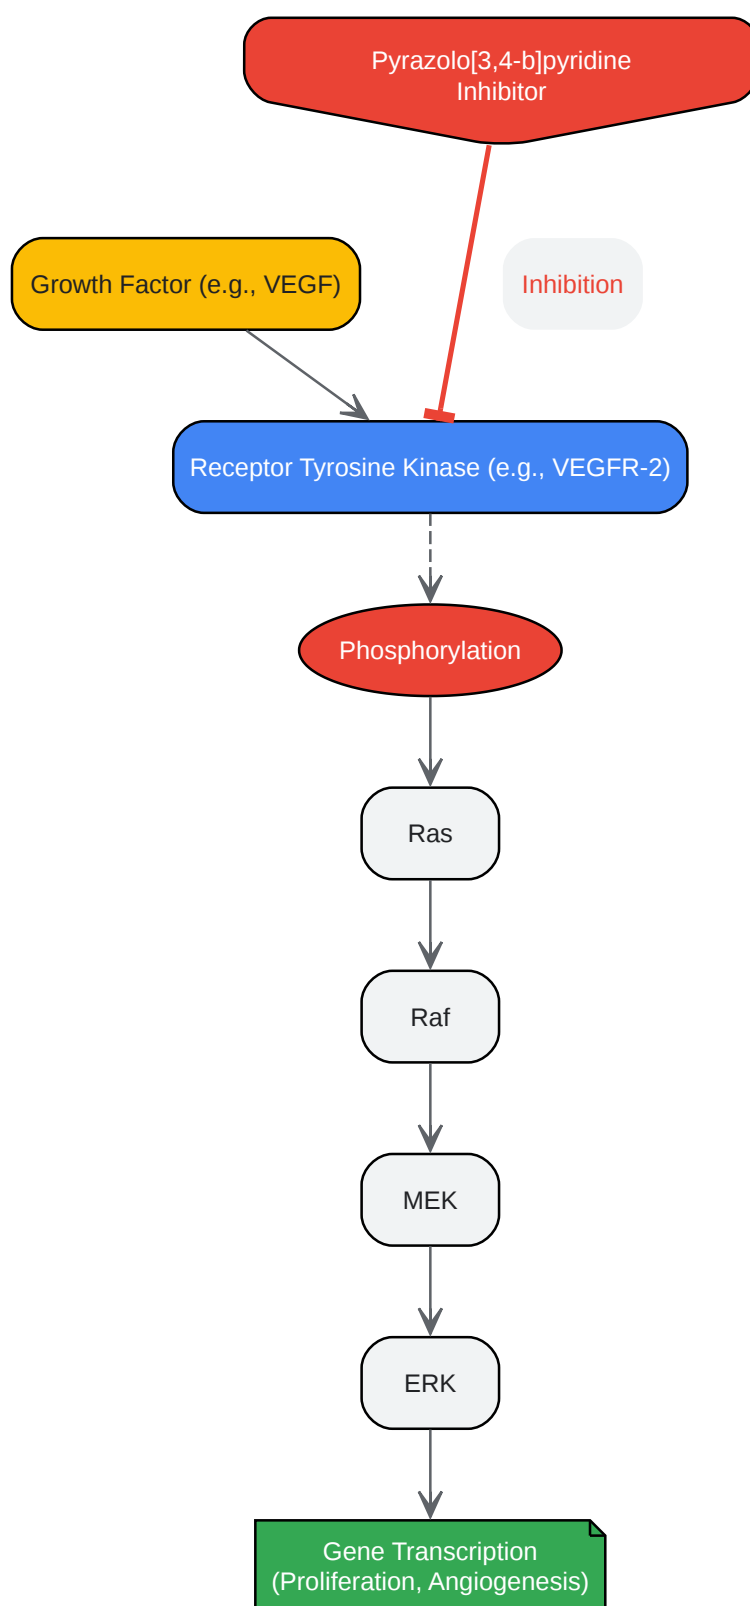 Pyrazolo[3,4-b]pyridine
Inhibitor
Growth Factor (e.g., VEGF)
Inhibition
Receptor Tyrosine Kinase (e.g., VEGFR-2)
Phosphorylation
Ras
Raf
MEK
ERK
Gene Transcription
(Proliferation, Angiogenesis)